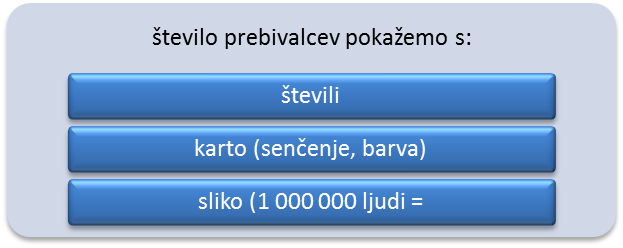 število prebivalcev pokažemo s:
števili
karto (senčenje, barva)
sliko (1 000 000 ljudi =